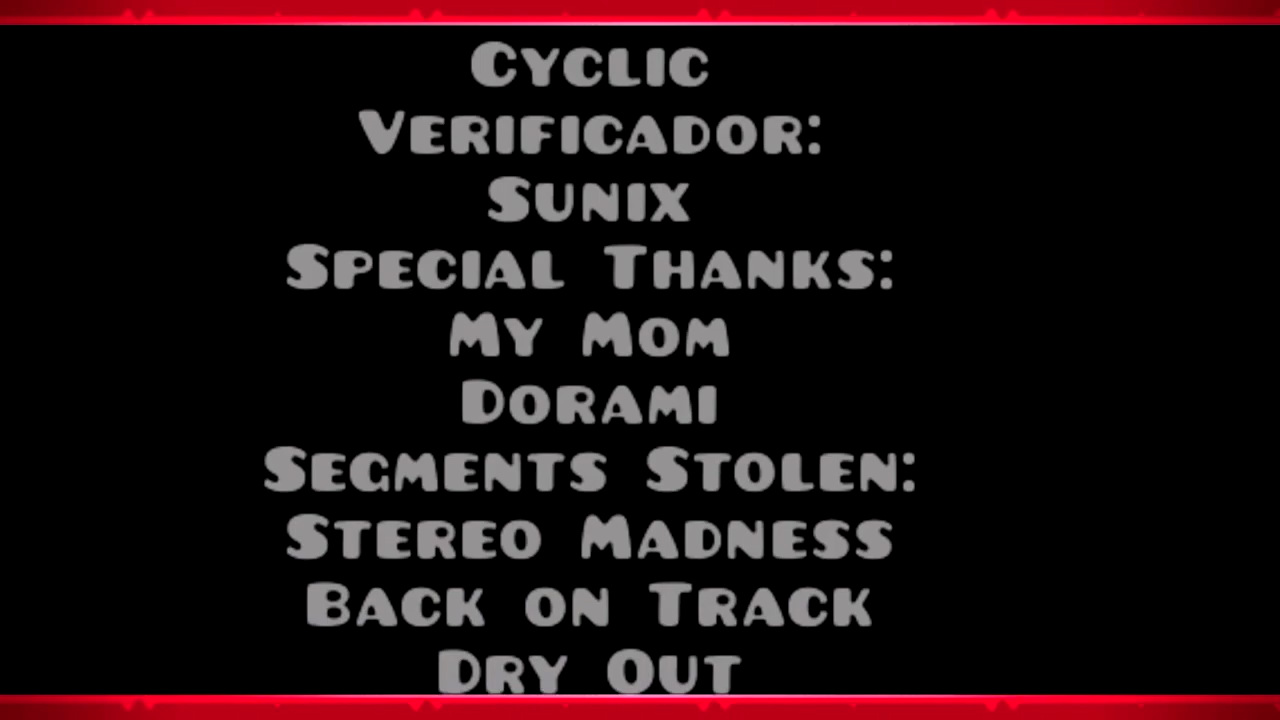 Cyclic
Verificador:
Sunix
Special Thanks:
My Mom
Dorami
Segments Stolen:
Stereo Madness
Back on Track
Dry Out